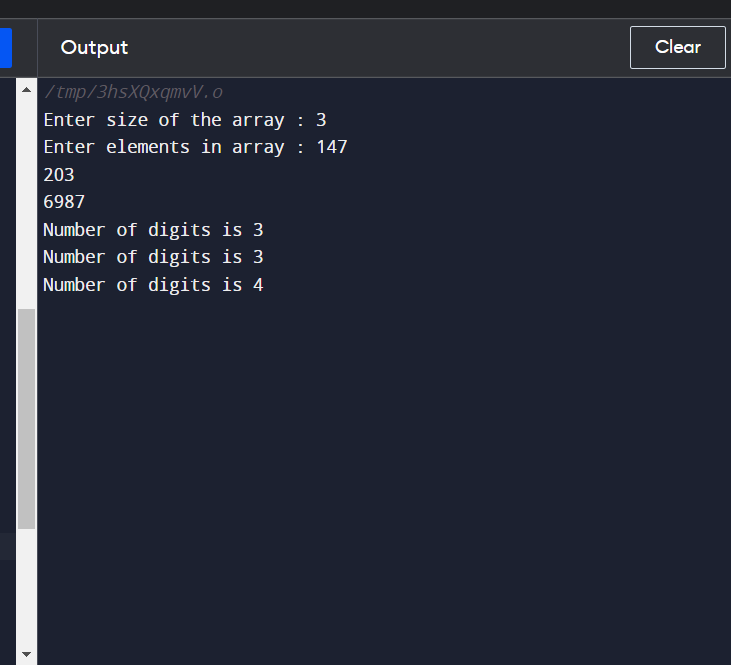 Output
Clear
/tmp/3hsXQxqmvV.o
Enter size of the array : 3
Enter elements in array : 147
203
6987
Number of digits is 3
Number of digits is 3
Number of digits is 4